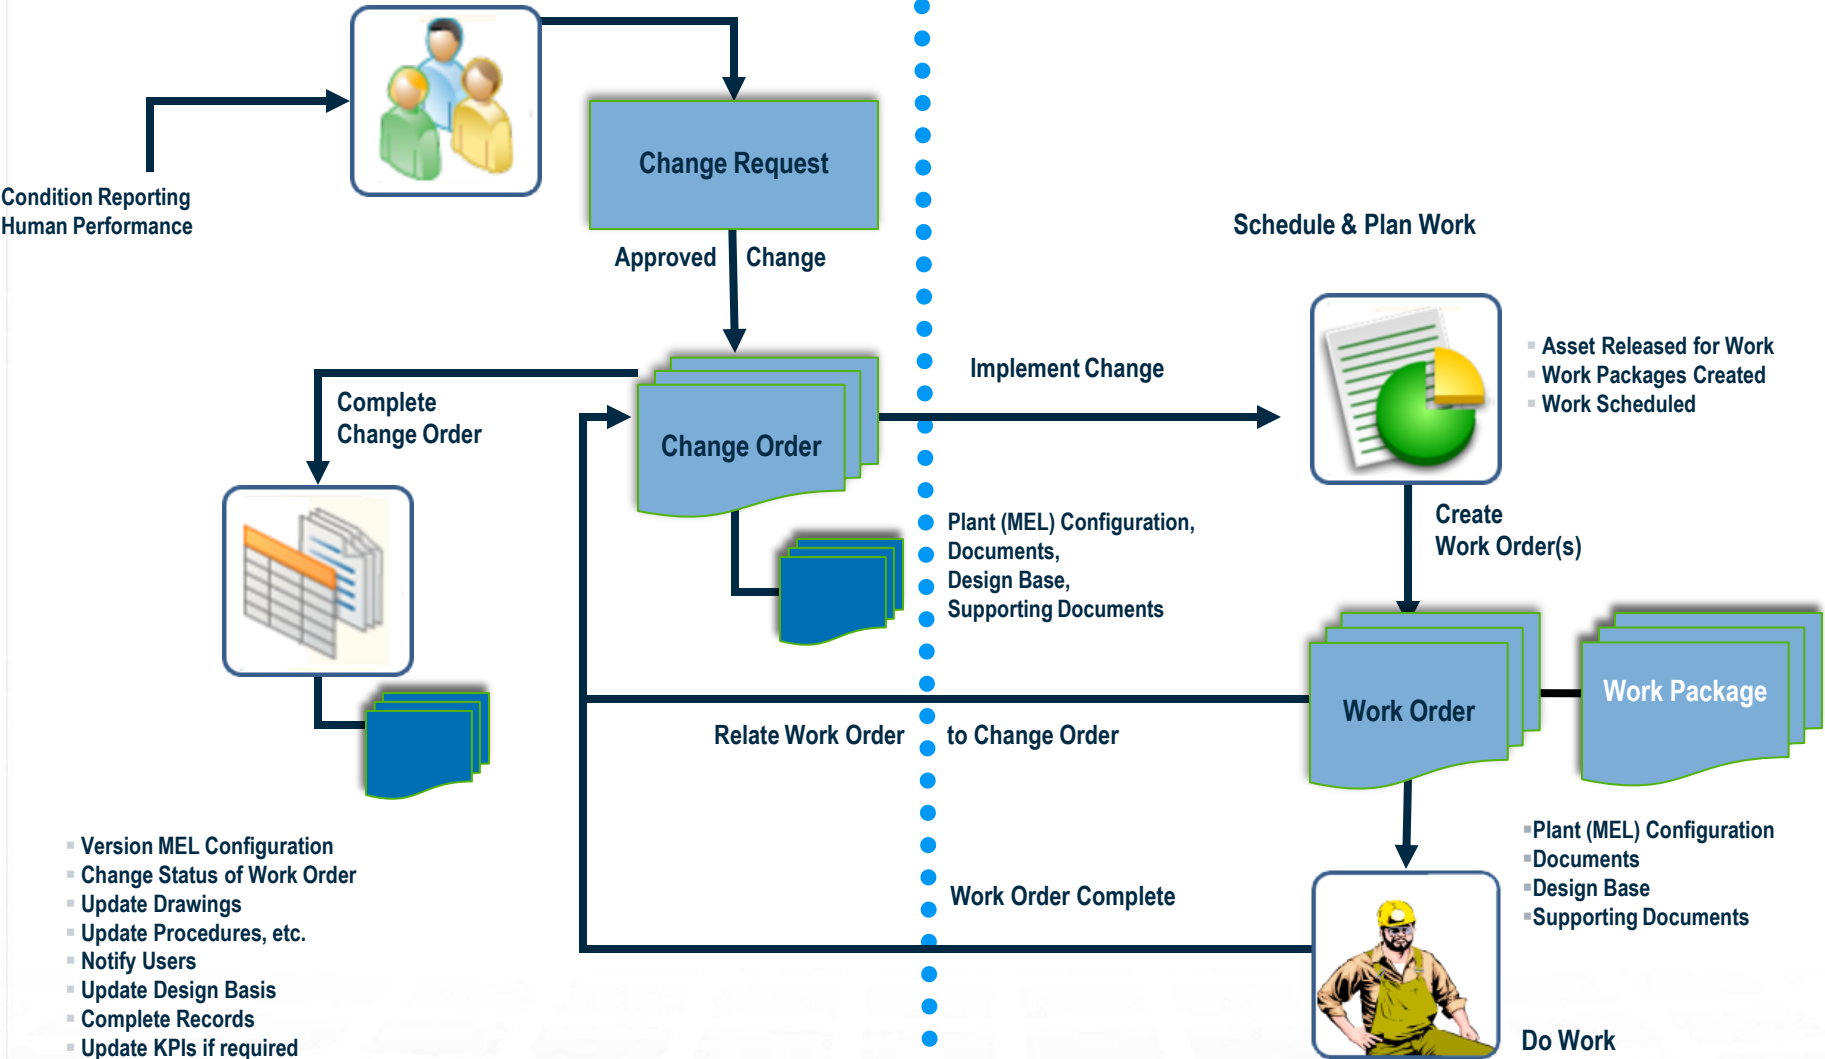 Condition Reporting
Human Performance
Change Request
Approved Change
Schedule & Plan Work
Asset Released for Work
Work Packages Created
Work Scheduled
Implement Change
Complete
Change Order
Change Order
Plant (MEL) Configuration,
Documents,
Design Base,
Supporting Documents
Create
Work Order(s)
Work Order
Work Package
Relate Work Order to Change Order
Plant (MEL) Configuration
Documents
Design Base
Supporting Documents
Work Order Complete
Do Work
Version MEL Configuration
Change Status of Work Order
Update Drawings
Update Procedures, etc.
Notify Users
Update Design Basis
Complete Records
Update KPIs if required